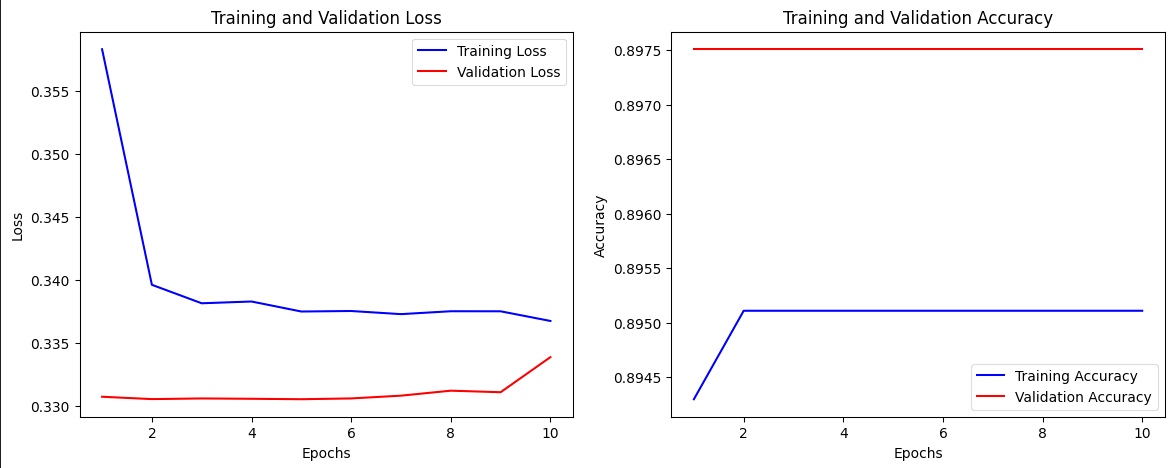 Training and Validation Loss
Training Loss
Validation Loss
0.355
0.350
0.345
0.340
0.335
0.330
Loss
2
4
6
8
10
Epochs
Training and Validation Accuracy
0.8975
0.8970
0.8965
0.8960
0.8955
0.8950
0.8945
Accuracy
Training Accuracy
Validation Accuracy
2
4
6
8
10
Epochs